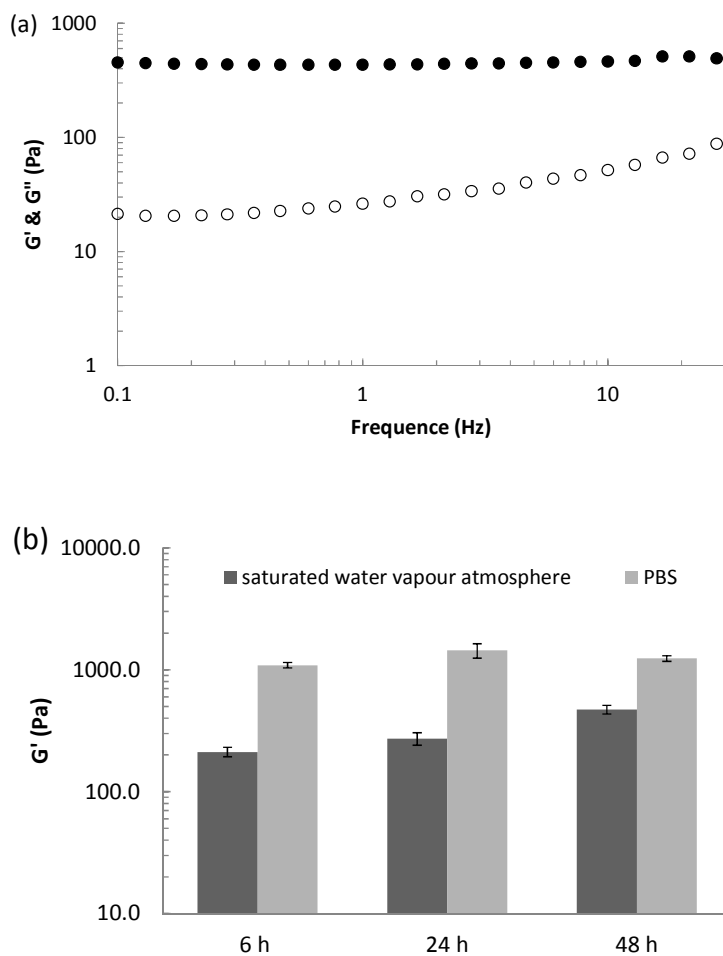 (a)
1000
100
10
1
G' & G" (Pa)
0.1
1
10
Frequence (Hz)
(b)
10000.0
1000.0
100.0
10.0
G' (Pa)
saturated water vapour atmosphere
PBS
6 h
24 h
48 h